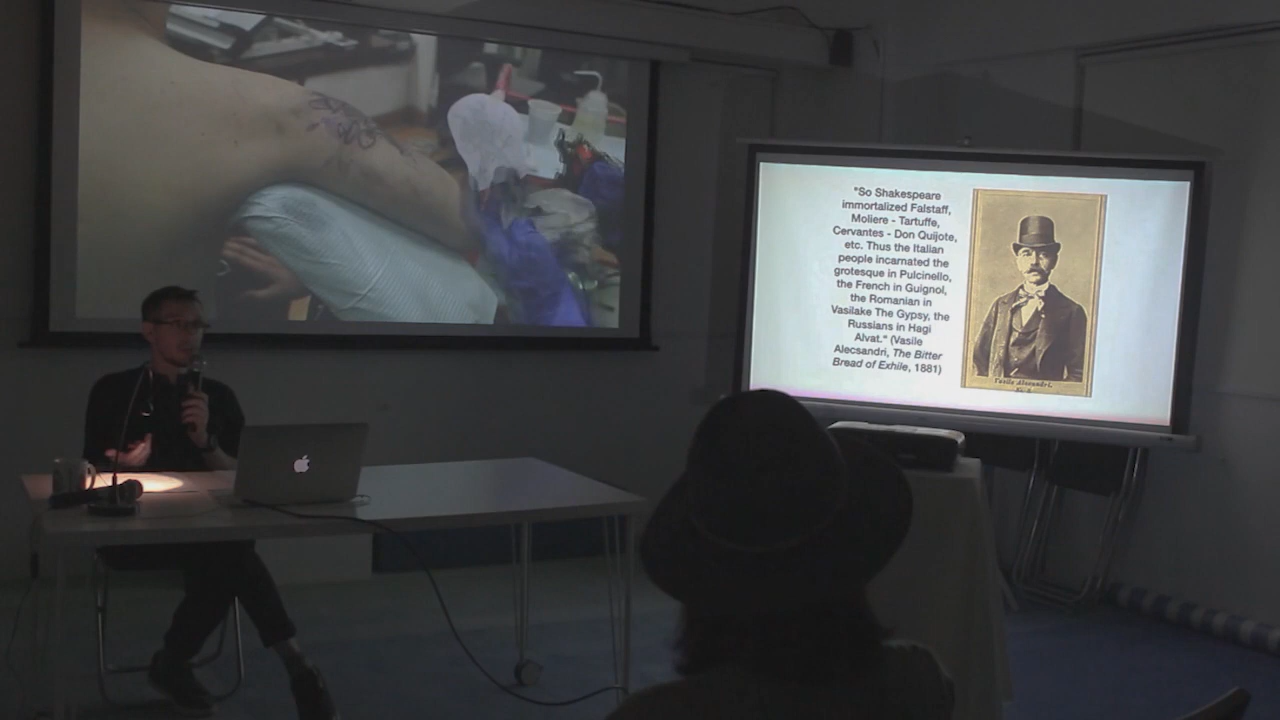 "So Shakespeare
immortalized Falstaff,
Moliere - Tartuffe,
Cervantes - Don Quijote,
etc. Thus the Italian
people incarnated the
grotesque in Pulcinello,
the French in Guignol,
the Romanian in
Vasilake The Gypsy, the
Russians in Hagi
Alvat." (Vasile
Alecsandri, The Bitter
Bread of Exhile, 1881)
Vasile Alexandri.